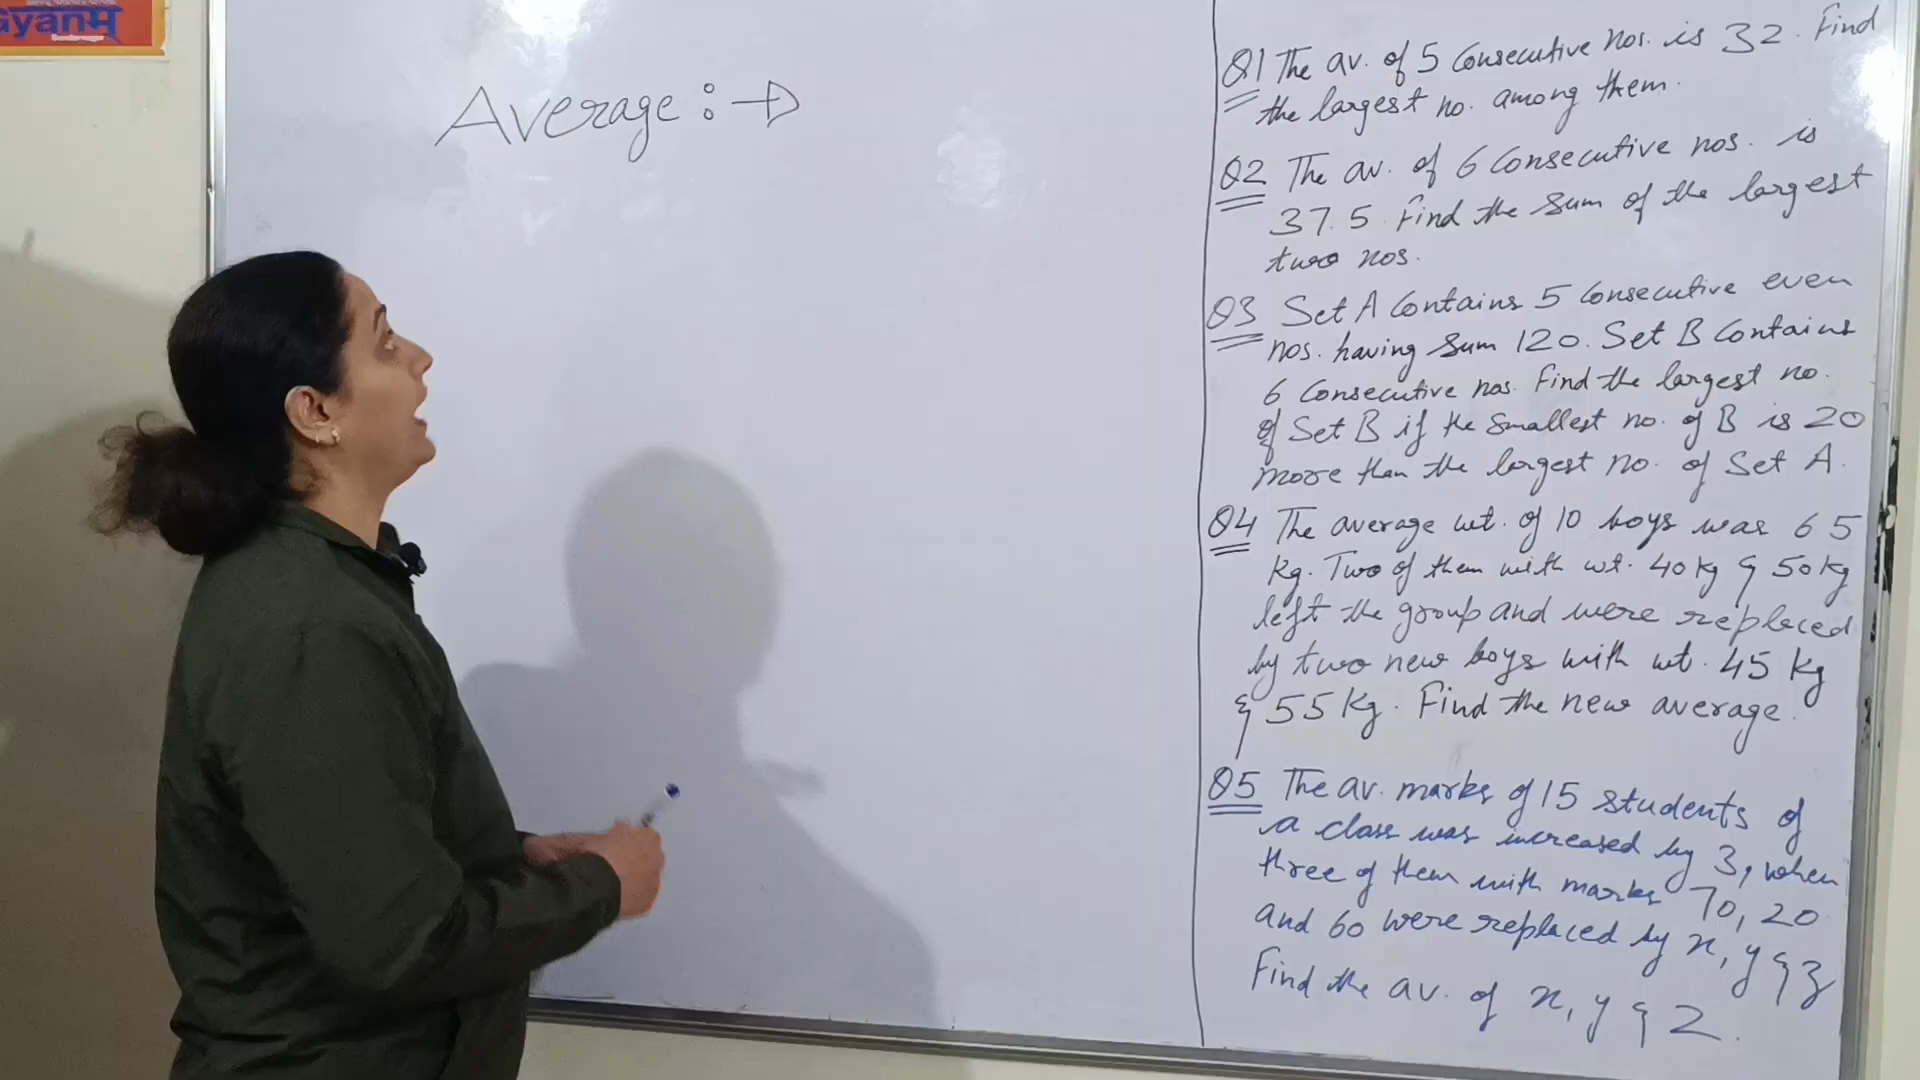 Gyanम
Average :→
Q1 The av. of 5 Consecutive nos. is 32. Find
the largest no. among them.
Q2 The av. of 6 Consecutive nos. is
37.5. Find the sum of the largest
two nos.
Q3 Set A Contains 5 Consecutive even
nos. having sum 120. Set B Contains
6 Consecutive nos. Find the largest no.
of Set B if the smallest no. of B is 20
more than the largest no. of Set A.
Q4 The average wt. of 10 boys was 65
kg. Two of them with wt. 40 kg & 50 kg
left the group and were replaced
by two new boys with wt. 45 kg
& 55 kg. Find the new average.
Q5 The av. marks of 15 students of
a class was increased by 3, when
three of them with marks 70, 20
and 60 were replaced by x, y & z
Find the av. of x, y & z.